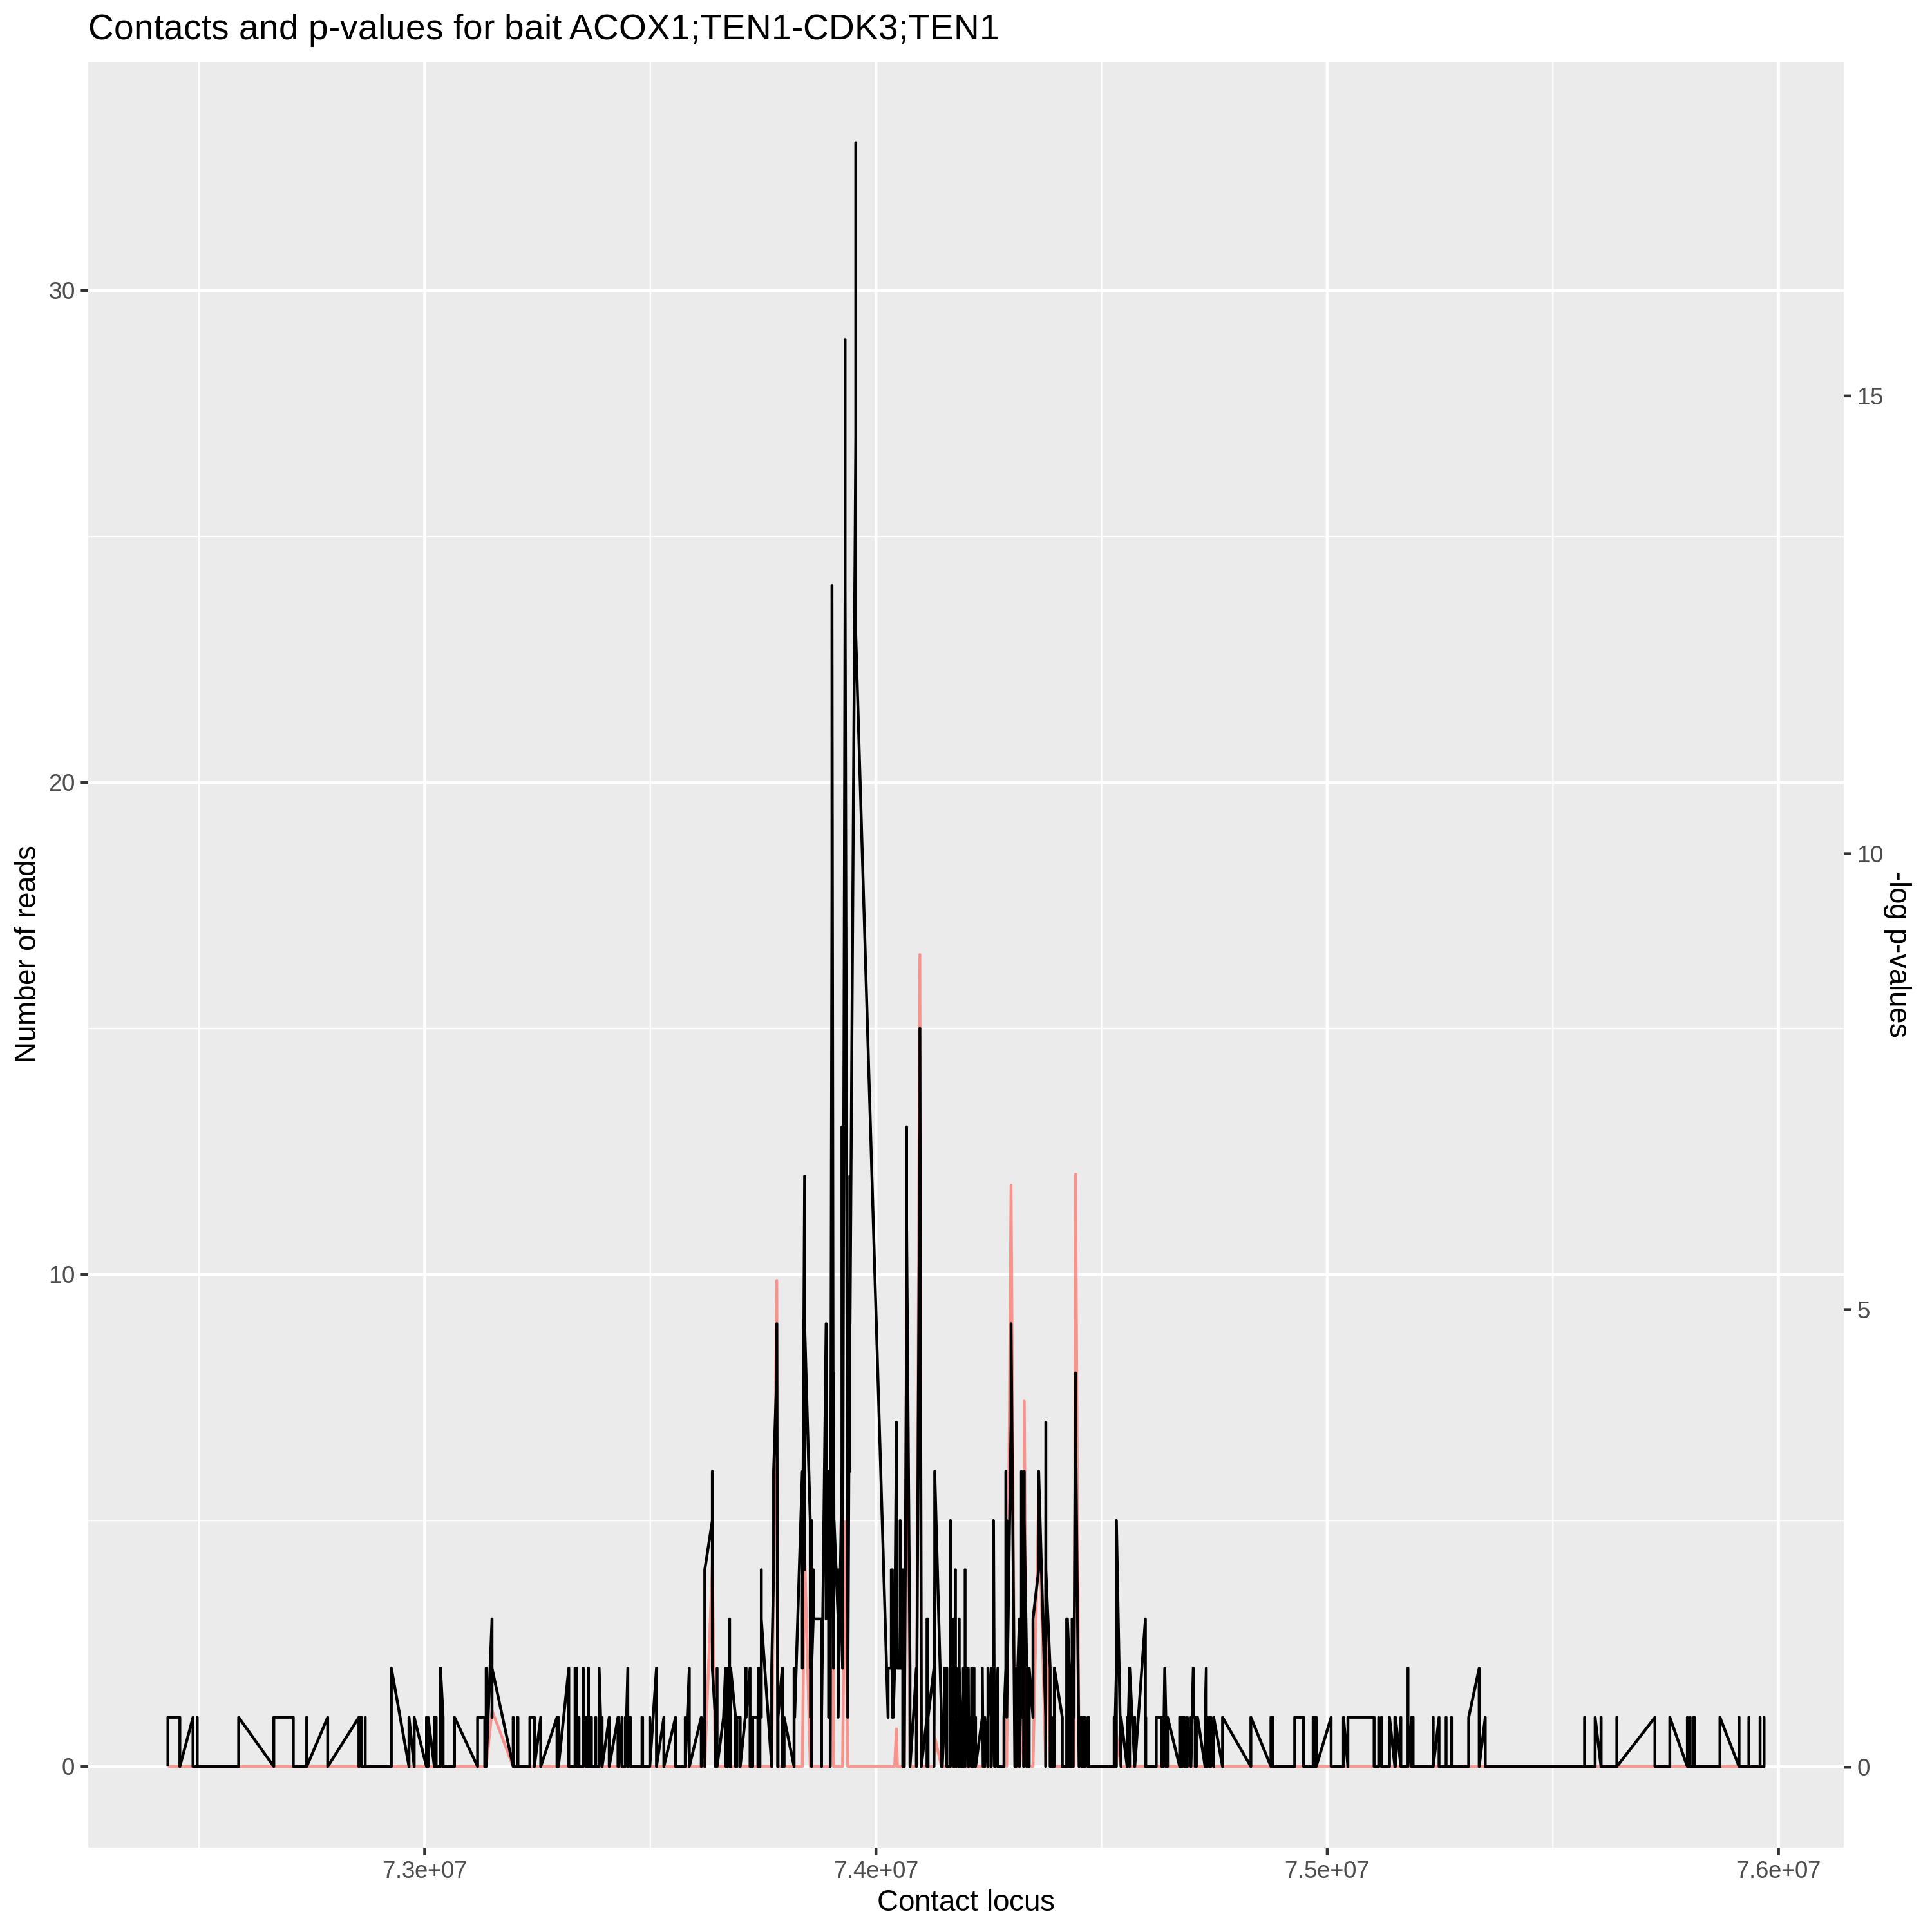 Contacts and p-values for bait ACOX1;TEN1-CDK3;TEN1
30
20
10
0
Number of reads
15
10
5
0
-log p-values
7.3e+07
7.4e+07
7.5e+07
7.6e+07
Contact locus